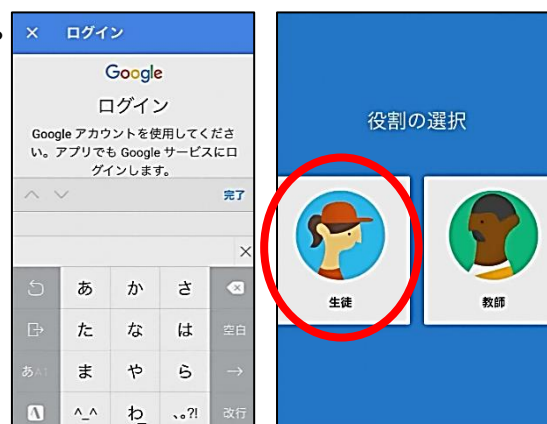 × ログイン
Google
ログイン
Google アカウントを使用してくださ
い。アプリでも Google サービスにロ
グインします。
完了
×
あ か さ
た な は 空白
あA1 ま や ら →
^_^ わ 、。?! 改行
役割の選択
生徒 教師